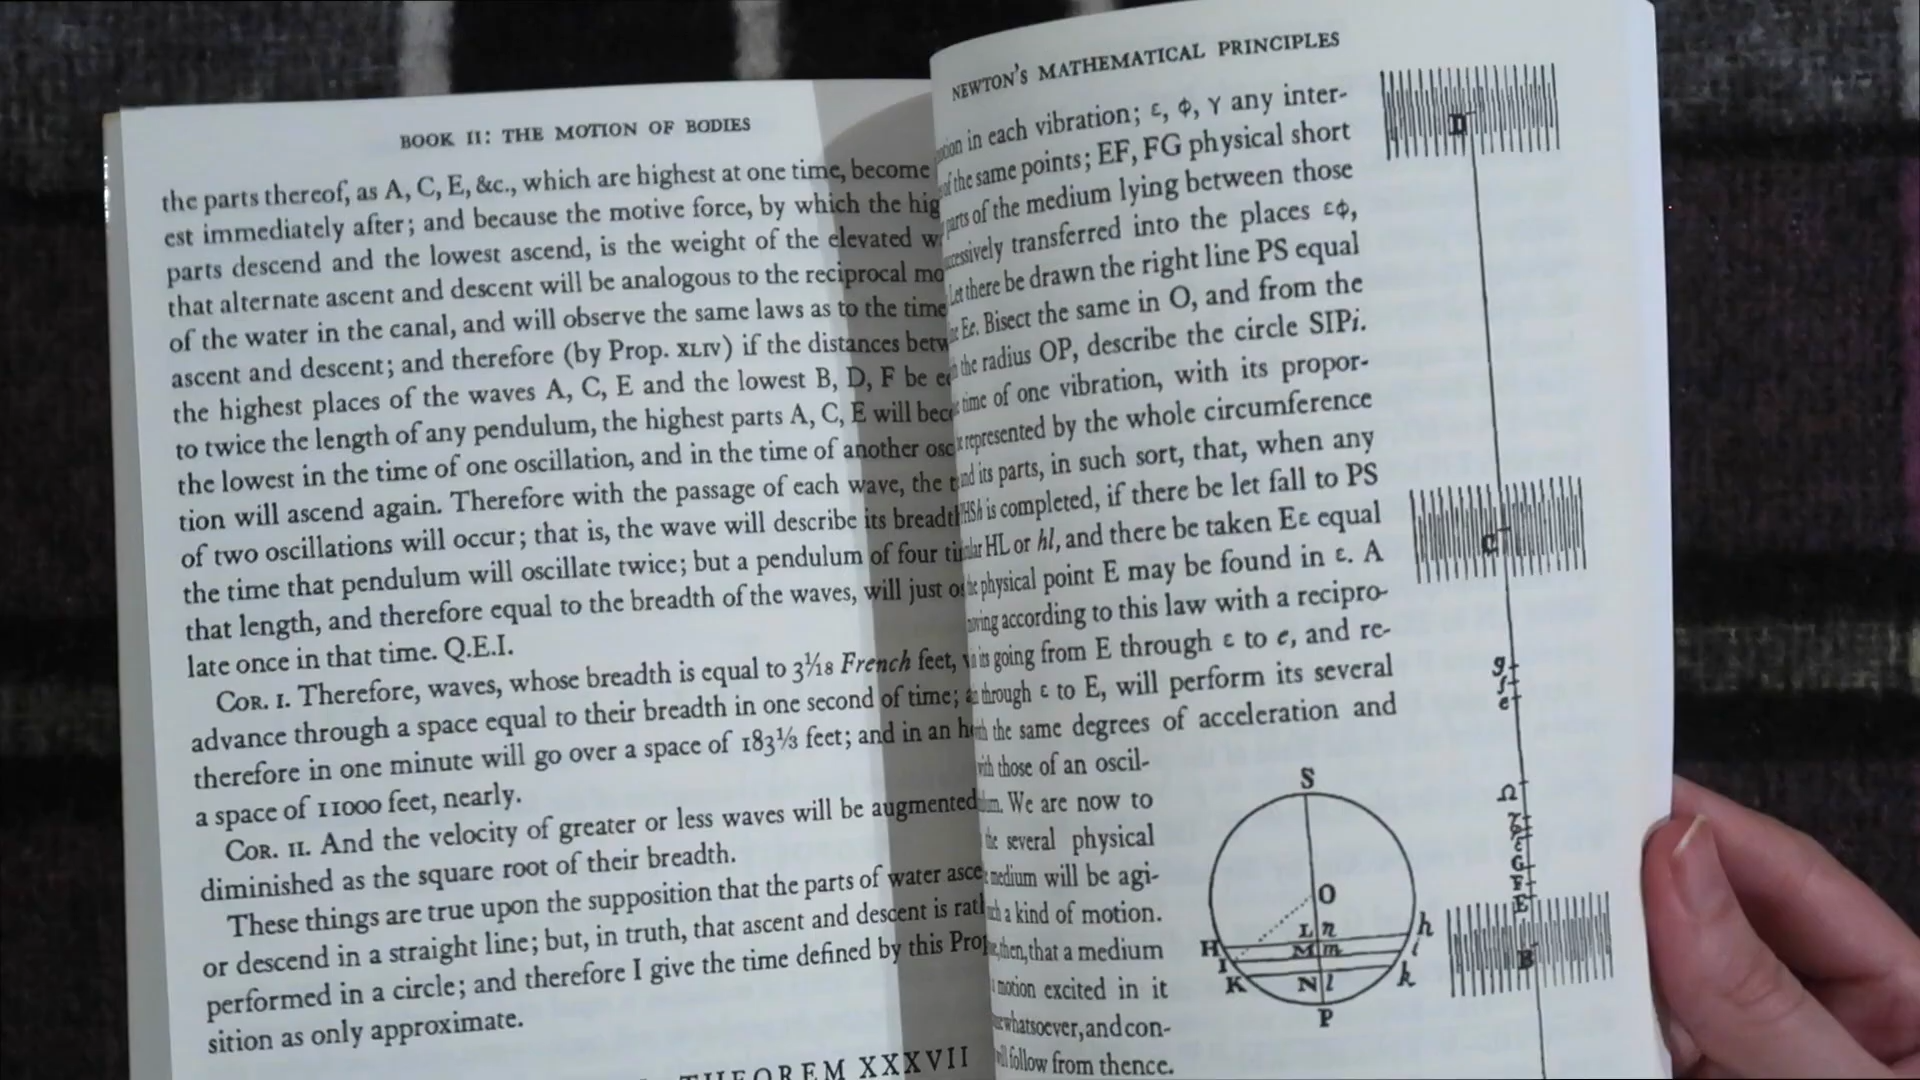 BOOK II: THE MOTION OF BODIES
the parts thereof, as A, C, E, &c., which are highest at one time, become
est immediately after; and because the motive force, by which the hig
parts descend and the lowest ascend, is the weight of the elevated w
that alternate ascent and descent will be analogous to the reciprocal mo
of the water in the canal, and will observe the same laws as to the time
ascent and descent; and therefore (by Prop. XLIV) if the distances betw
the highest places of the waves A, C, E and the lowest B, D, F be e
to twice the length of any pendulum, the highest parts A, C, E will bec
the lowest in the time of one oscillation, and in the time of another osc
tion will ascend again. Therefore with the passage of each wave, the t
of two oscillations will occur; that is, the wave will describe its breadt
the time that pendulum will oscillate twice; but a pendulum of four ti
that length, and therefore equal to the breadth of the waves, will just os
late once in that time. Q.E.I.
COR. I. Therefore, waves, whose breadth is equal to 3 1/18 French feet,
advance through a space equal to their breadth in one second of time; a
therefore in one minute will go over a space of 183 1/3 feet; and in an h
a space of 11000 feet, nearly.
COR. II. And the velocity of greater or less waves will be augmented
diminished as the square root of their breadth.
These things are true upon the supposition that the parts of water asce
or descend in a straight line; but, in truth, that ascent and descent is rat
performed in a circle; and therefore I give the time defined by this Pro
sition as only approximate.
THEOREM XXXVII
NEWTON'S MATHEMATICAL PRINCIPLES
in each vibration; ε, φ, γ any inter-
of the same points; EF, FG physical short
parts of the medium lying between those
cessively transferred into the places εφ,
Let there be drawn the right line PS equal
Ee. Bisect the same in O, and from the
the radius OP, describe the circle SIPi.
time of one vibration, with its propor-
represented by the whole circumference
nd its parts, in such sort, that, when any
HSh is completed, if there be let fall to PS
lar HL or hl, and there be taken Eε equal
physical point E may be found in ε. A
moving according to this law with a recipro-
its going from E through ε to e, and re-
through ε to E, will perform its several
the same degrees of acceleration and
with those of an oscil-
We are now to
the several physical
medium will be agi-
a kind of motion.
then, that a medium
motion excited in it
whatsoever, and con-
follow from thence.
D
C
g
f
e
Ω
γ
φ
ε
G
F
E
B
S
O
L n
H h
M m
I i
K N l k
P